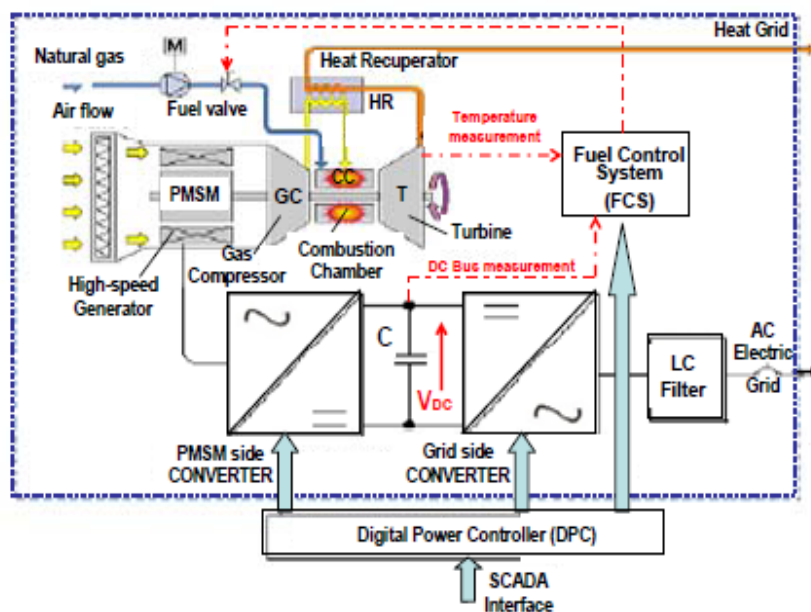 Natural gas
|M|
Heat Grid
Heat Recuperator
HR
Air flow
Fuel valve
Temperature
measurement
Fuel Control
System
(FCS)
PMSM
GC
CC
T
Turbine
Combustion
Chamber
Gas
Compressor
High-speed
Generator
DC Bus measurement
C
VDC
AC
Electric
Grid
LC
Filter
PMSM side
CONVERTER
Grid side
CONVERTER
Digital Power Controller (DPC)
SCADA
Interface